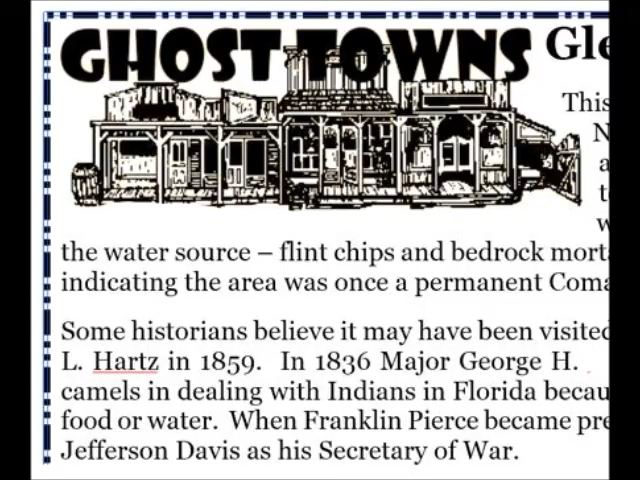 GHOST TOWNS
Gle
This
N
a
t
w
the water source – flint chips and bedrock mort
indicating the area was once a permanent Coma
Some historians believe it may have been visited
L. Hartz in 1859. In 1836 Major George H.
camels in dealing with Indians in Florida becau
food or water. When Franklin Pierce became pre
Jefferson Davis as his Secretary of War.